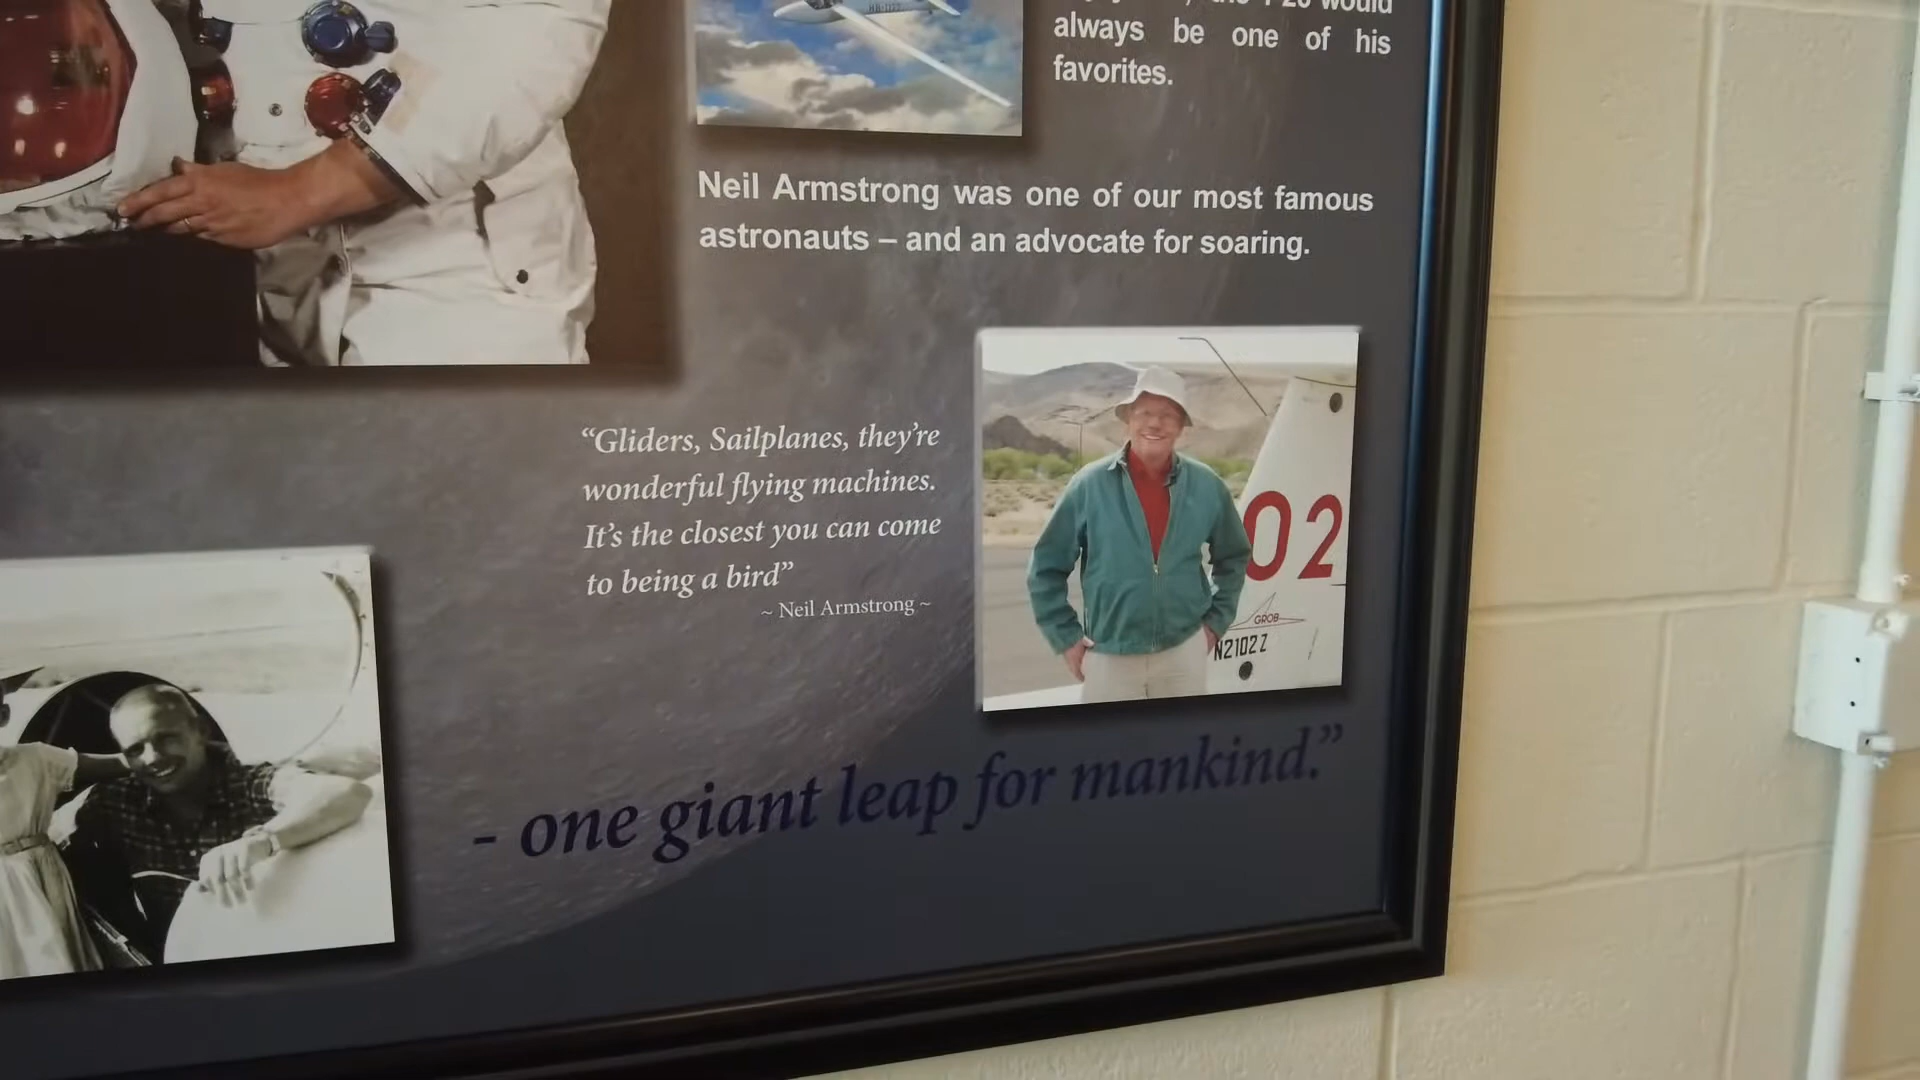 would
always be one of his
favorites.
Neil Armstrong was one of our most famous
astronauts – and an advocate for soaring.
“Gliders, Sailplanes, they’re
wonderful flying machines.
It’s the closest you can come
to being a bird”
~ Neil Armstrong ~
02
GROB
N2102Z
- one giant leap for mankind.”